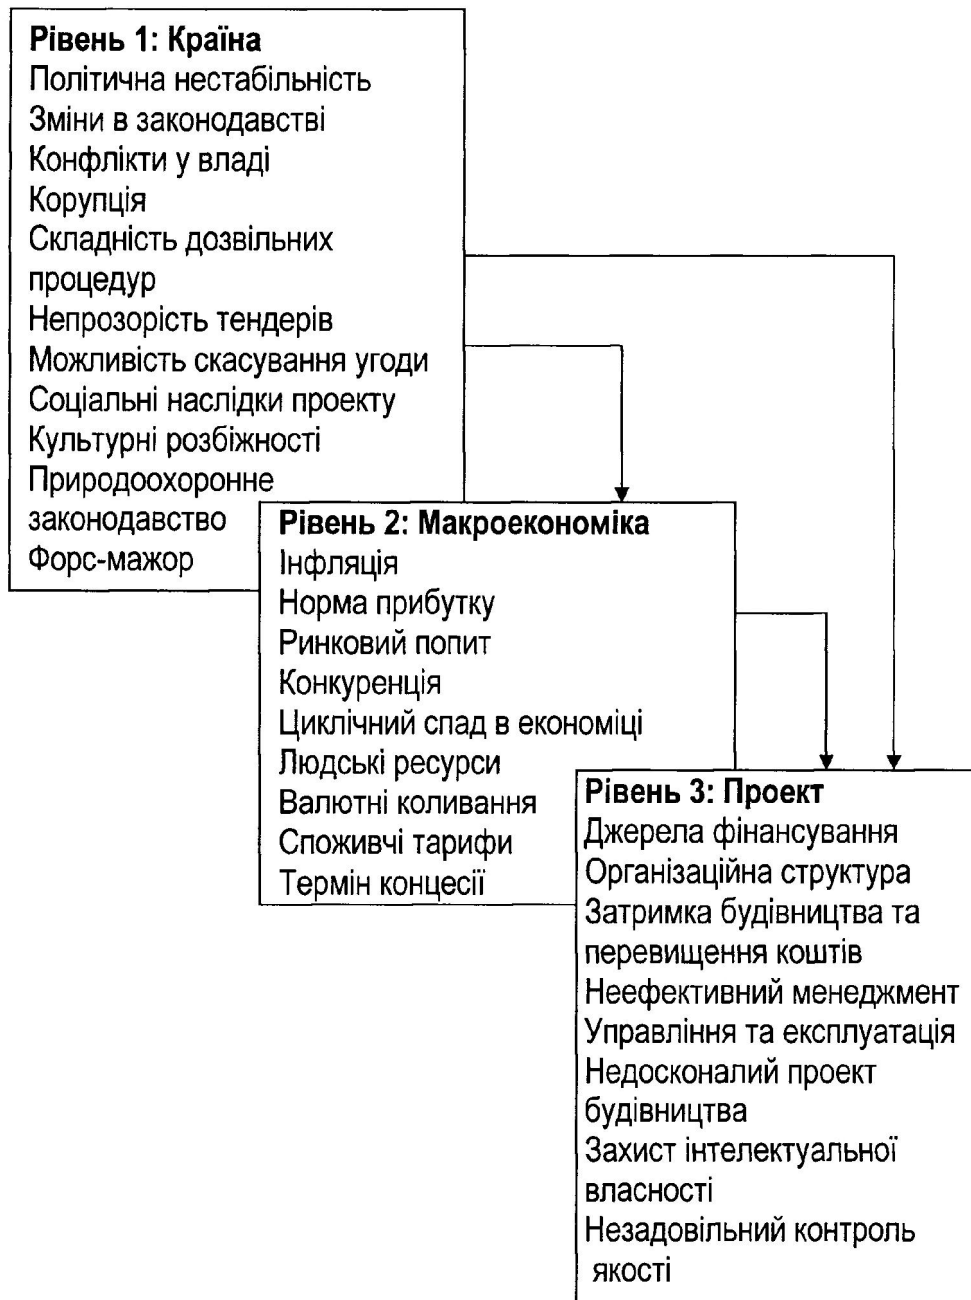 Рівень 1: Країна
Політична нестабільність
Зміни в законодавстві
Конфлікти у владі
Корупція
Складність дозвільних
процедур
Непрозорість тендерів
Можливість скасування угоди
Соціальні наслідки проекту
Культурні розбіжності
Природоохоронне
законодавство
Форс-мажор
Рівень 2: Макроекономіка
Інфляція
Норма прибутку
Ринковий попит
Конкуренція
Циклічний спад в економіці
Людські ресурси
Валютні коливання
Споживчі тарифи
Термін концесії
Рівень 3: Проект
Джерела фінансування
Організаційна структура
Затримка будівництва та
перевищення коштів
Неефективний менеджмент
Управління та експлуатація
Недосконалий проект
будівництва
Захист інтелектуальної
власності
Незадовільний контроль
якості